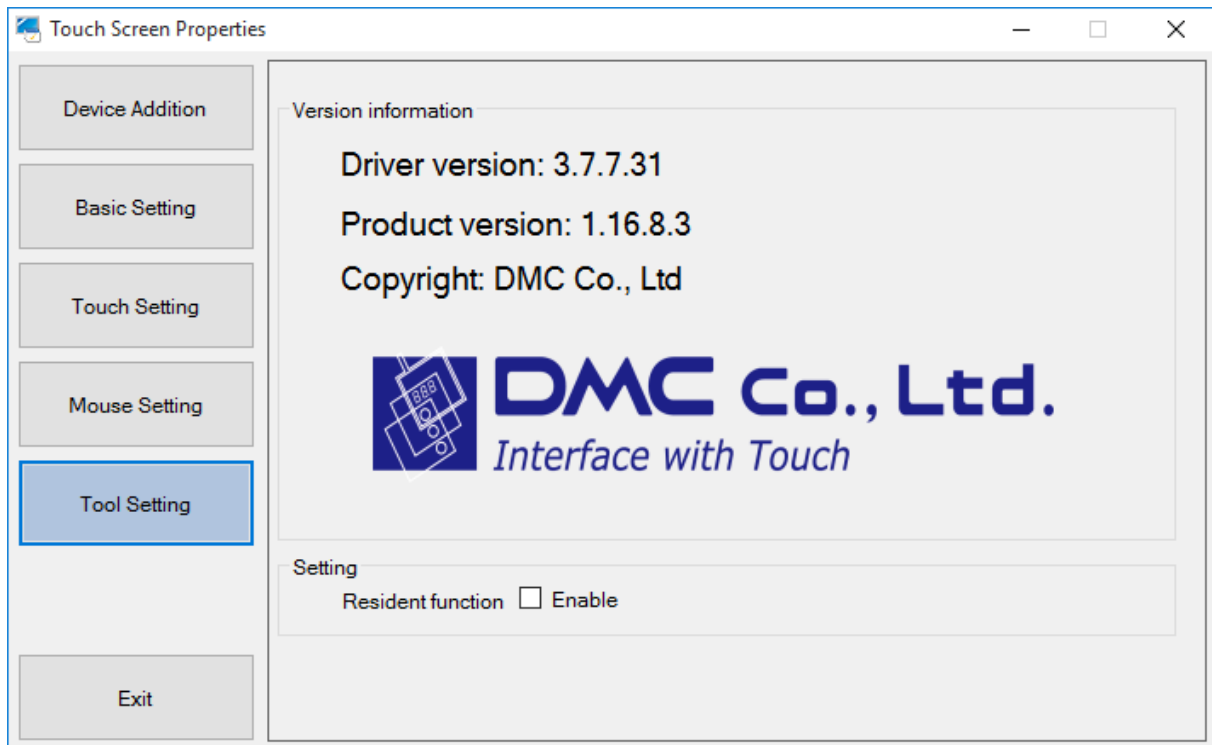 Touch Screen Properties
Device Addition
Basic Setting
Touch Setting
Mouse Setting
Tool Setting
Exit
Version information
Driver version: 3.7.7.31
Product version: 1.16.8.3
Copyright: DMC Co., Ltd
888
DMC Co., Ltd.
Interface with Touch
Setting
Resident function Enable